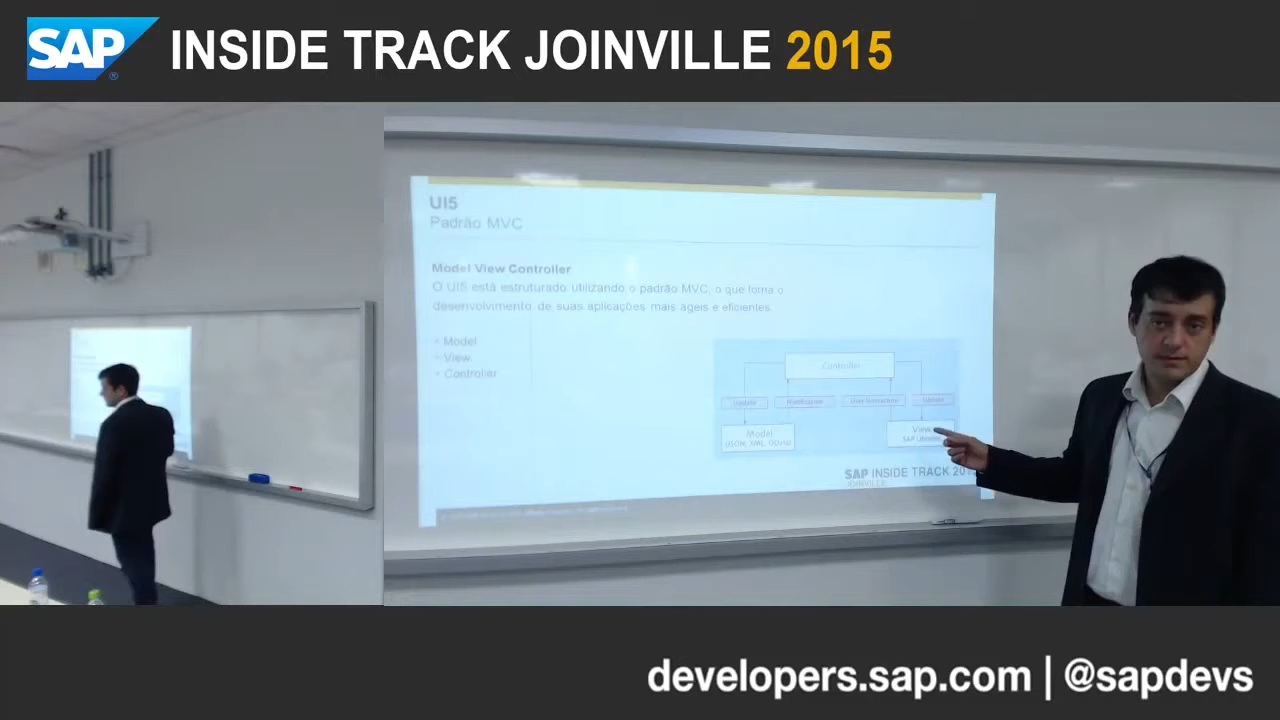 SAP INSIDE TRACK JOINVILLE 2015
UI5
Padrão MVC
Model View Controller
O UI5 está estruturado utilizando o padrão MVC, o que torna o
desenvolvimento de suas aplicações mais ágeis e eficientes.
• Model
• View
• Controller
Controller
Update
Notification
Update
Model
(JSON, XML, OData)
View
SAP
SAP INSIDE TRACK
JOINVILLE
developers.sap.com | @sapdevs